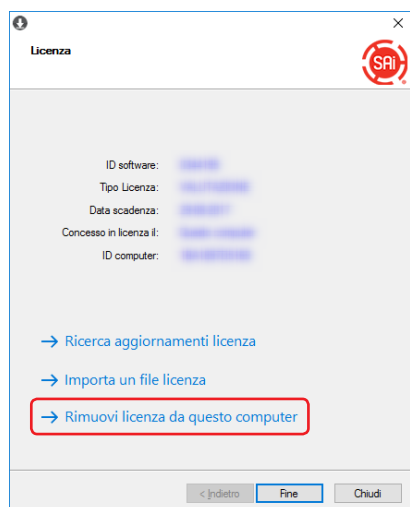 Licenza
SAi
ID software:
Tipo Licenza:
Data scadenza:
Concesso in licenza il:
ID computer:
→ Ricerca aggiornamenti licenza
→ Importa un file licenza
→ Rimuovi licenza da questo computer
< Indietro Fine Chiudi